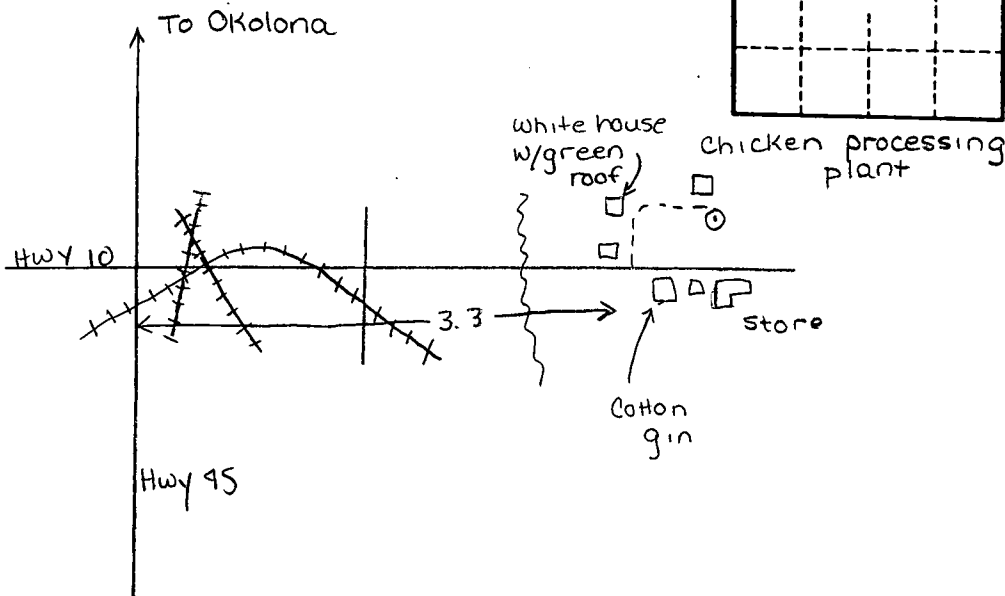 To Okolona
white house
w/green
roof
Chicken processing
plant
HWY 10
3.3
store
Cotton
gin
Hwy 45